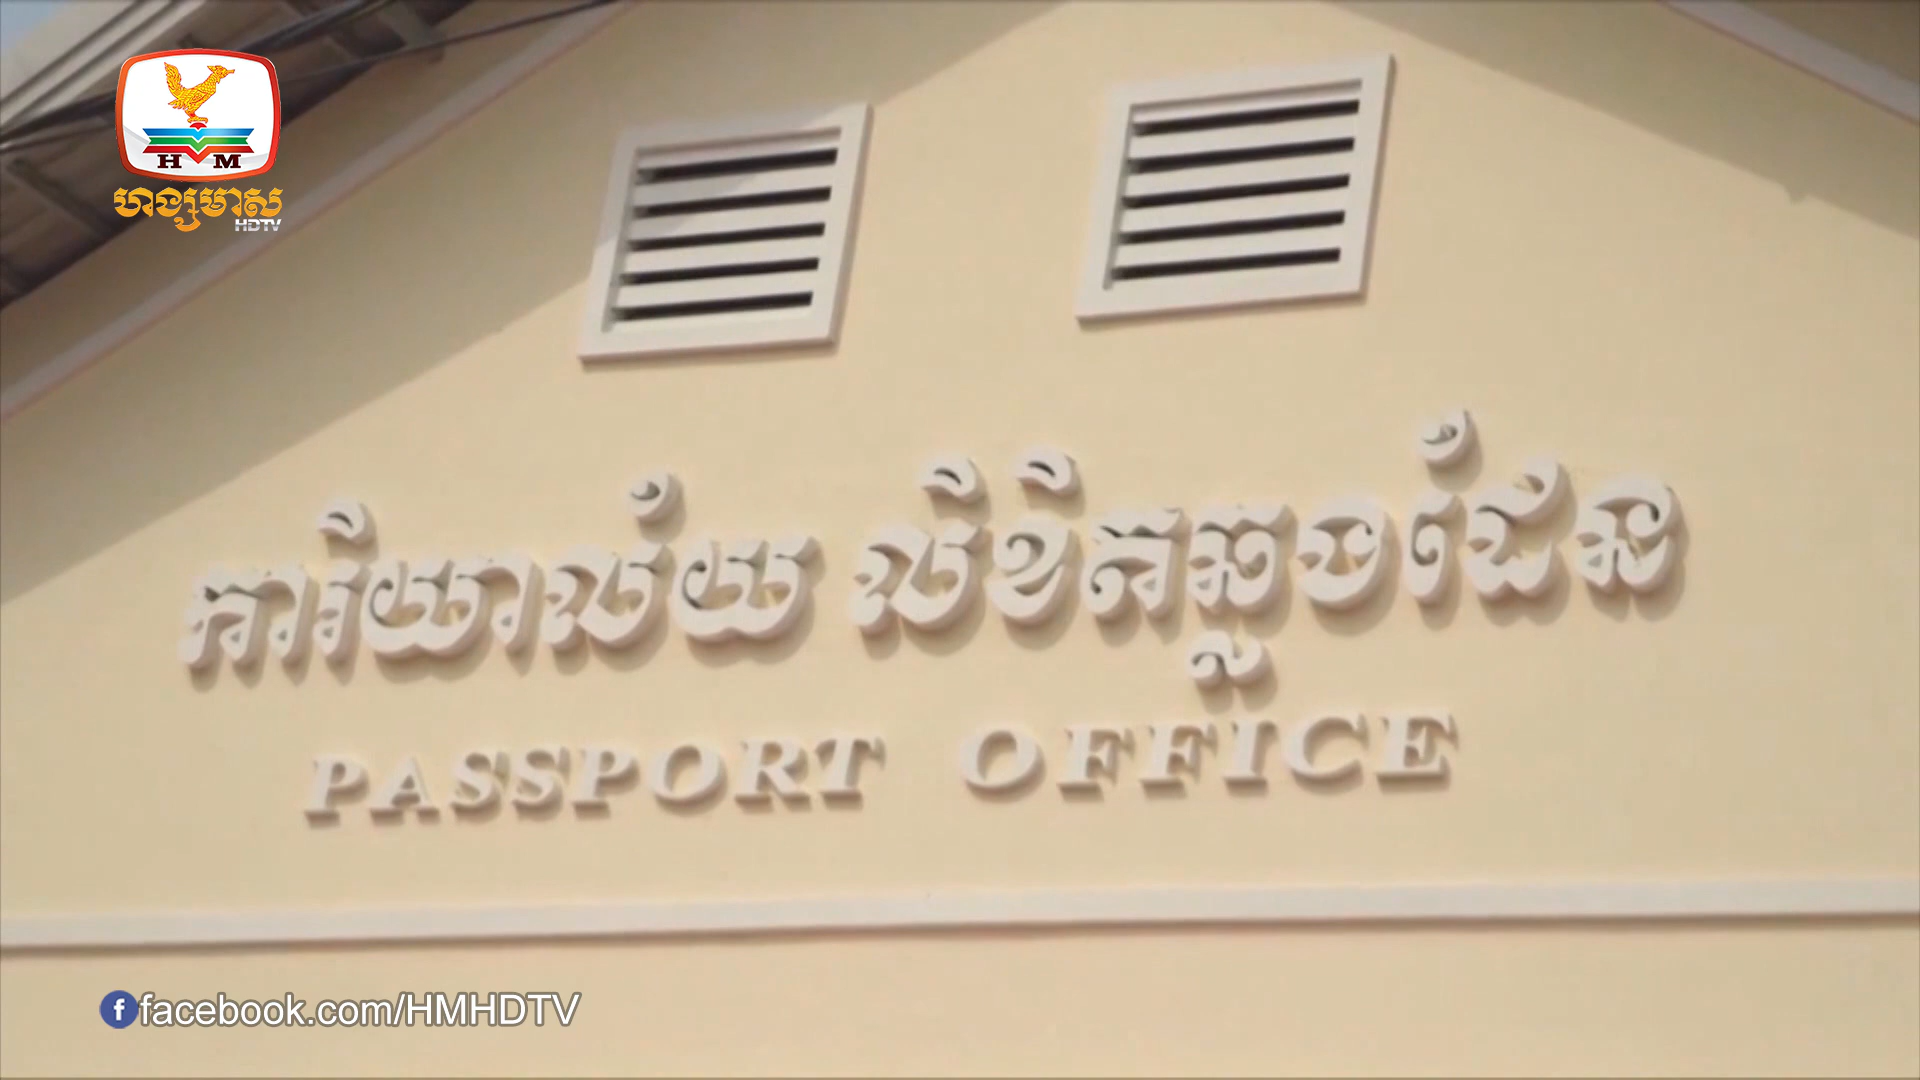 H M
ហង្សមាស
HDTV
ការិយាល័យ លិខិតឆ្លងដែន
PASSPORT OFFICE
facebook.com/HMHDTV